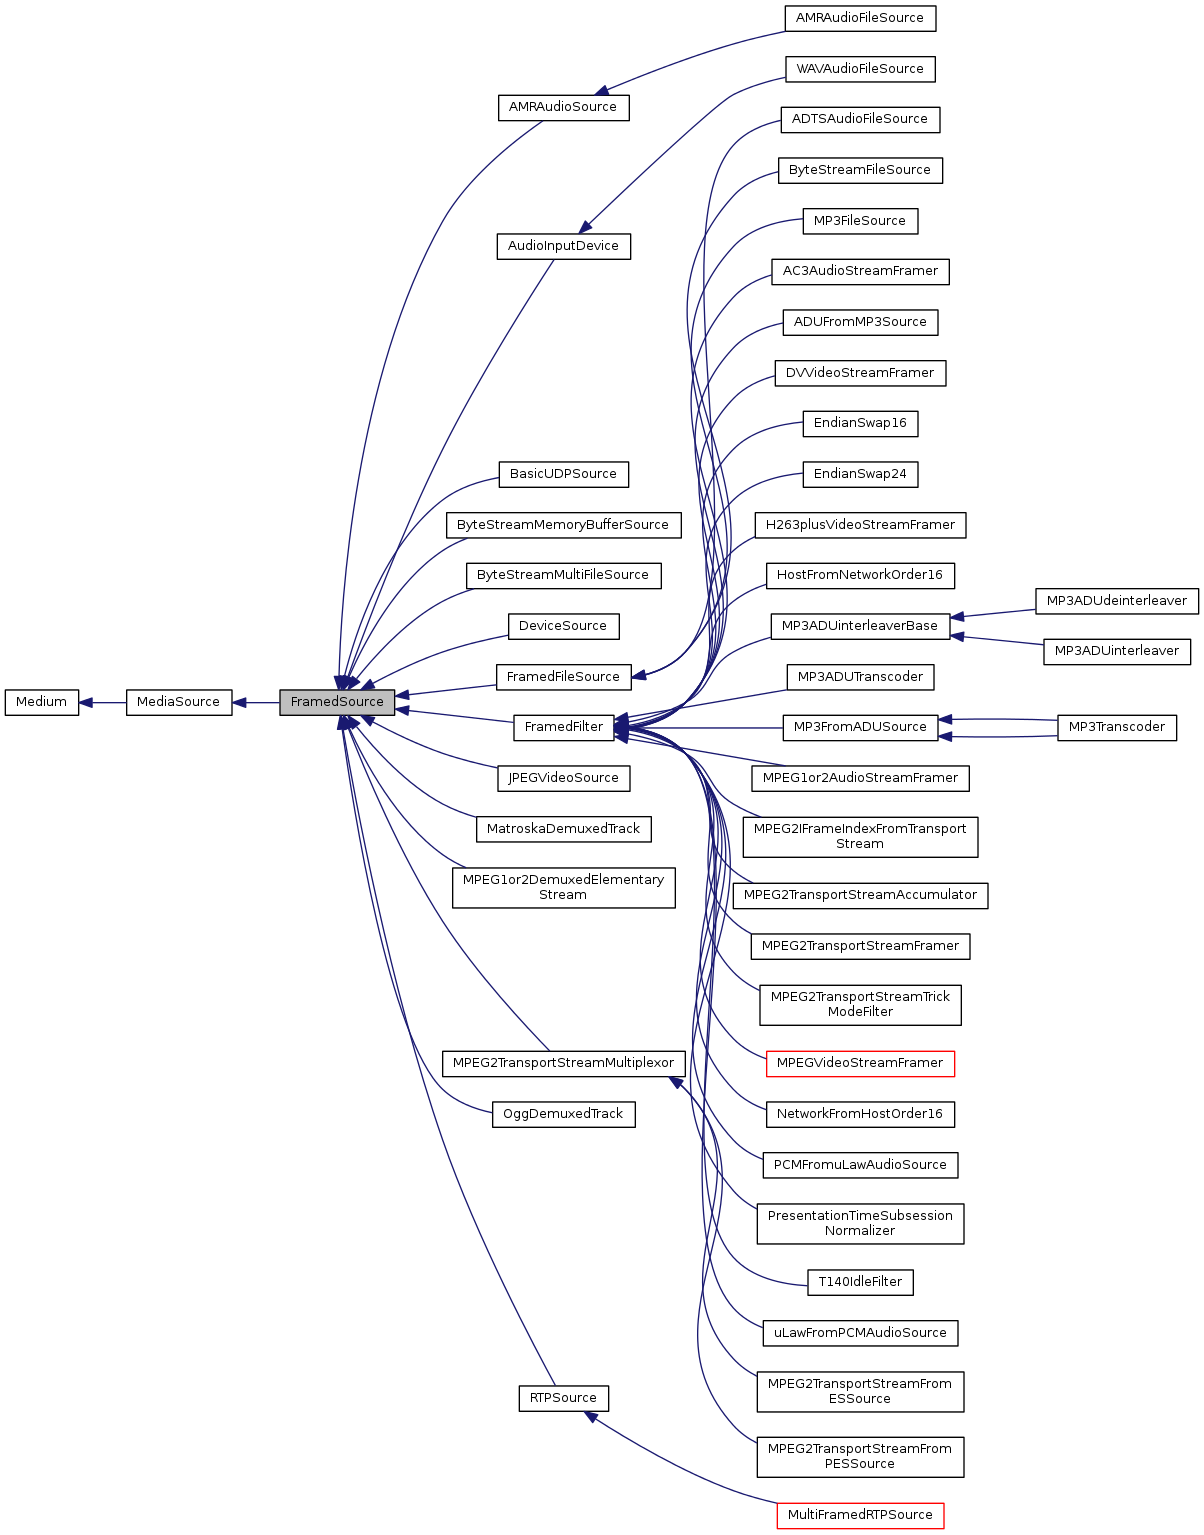 AMRAudioFileSource
WAVAudioFileSource
AMRAudioSource
ADTSAudioFileSource
ByteStreamFileSource
MP3FileSource
AudioInputDevice
AC3AudioStreamFramer
ADUFromMP3Source
DVVideoStreamFramer
EndianSwap16
BasicUDPSource
EndianSwap24
ByteStreamMemoryBufferSource
H263plusVideoStreamFramer
ByteStreamMultiFileSource
HostFromNetworkOrder16
MP3ADUdeinterleaver
DeviceSource
MP3ADUinterleaverBase
MP3ADUinterleaver
FramedFileSource
MP3ADUTranscoder
Medium
MediaSource
FramedSource
FramedFilter
MP3FromADUSource
MP3Transcoder
JPEGVideoSource
MPEG1or2AudioStreamFramer
MatroskaDemuxedTrack
MPEG2IFrameIndexFromTransport
Stream
MPEG1or2DemuxedElementary
Stream
MPEG2TransportStreamAccumulator
MPEG2TransportStreamFramer
MPEG2TransportStreamTrick
ModeFilter
MPEG2TransportStreamMultiplexor
MPEGVideoStreamFramer
OggDemuxedTrack
NetworkFromHostOrder16
PCMFromuLawAudioSource
PresentationTimeSubsession
Normalizer
T140IdleFilter
uLawFromPCMAudioSource
MPEG2TransportStreamFrom
ESSource
RTPSource
MPEG2TransportStreamFrom
PESSource
MultiFramedRTPSource